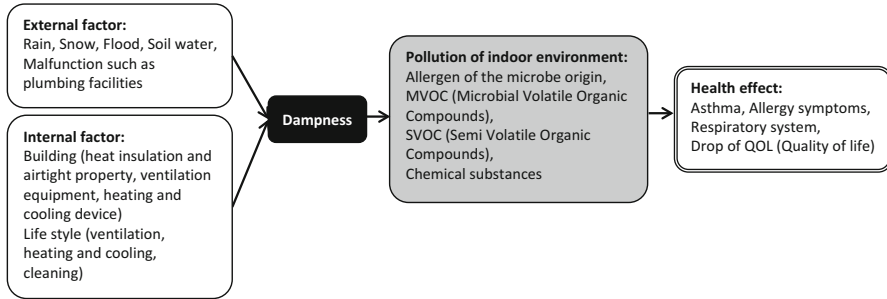 External factor:
Rain, Snow, Flood, Soil water,
Malfunction such as
plumbing facilities
Internal factor:
Building (heat insulation and
airtight property, ventilation
equipment, heating and
cooling device)
Life style (ventilation,
heating and cooling,
cleaning)
Dampness
Pollution of indoor environment:
Allergen of the microbe origin,
MVOC (Microbial Volatile Organic
Compounds),
SVOC (Semi Volatile Organic
Compounds),
Chemical substances
Health effect:
Asthma, Allergy symptoms,
Respiratory system,
Drop of QOL (Quality of life)